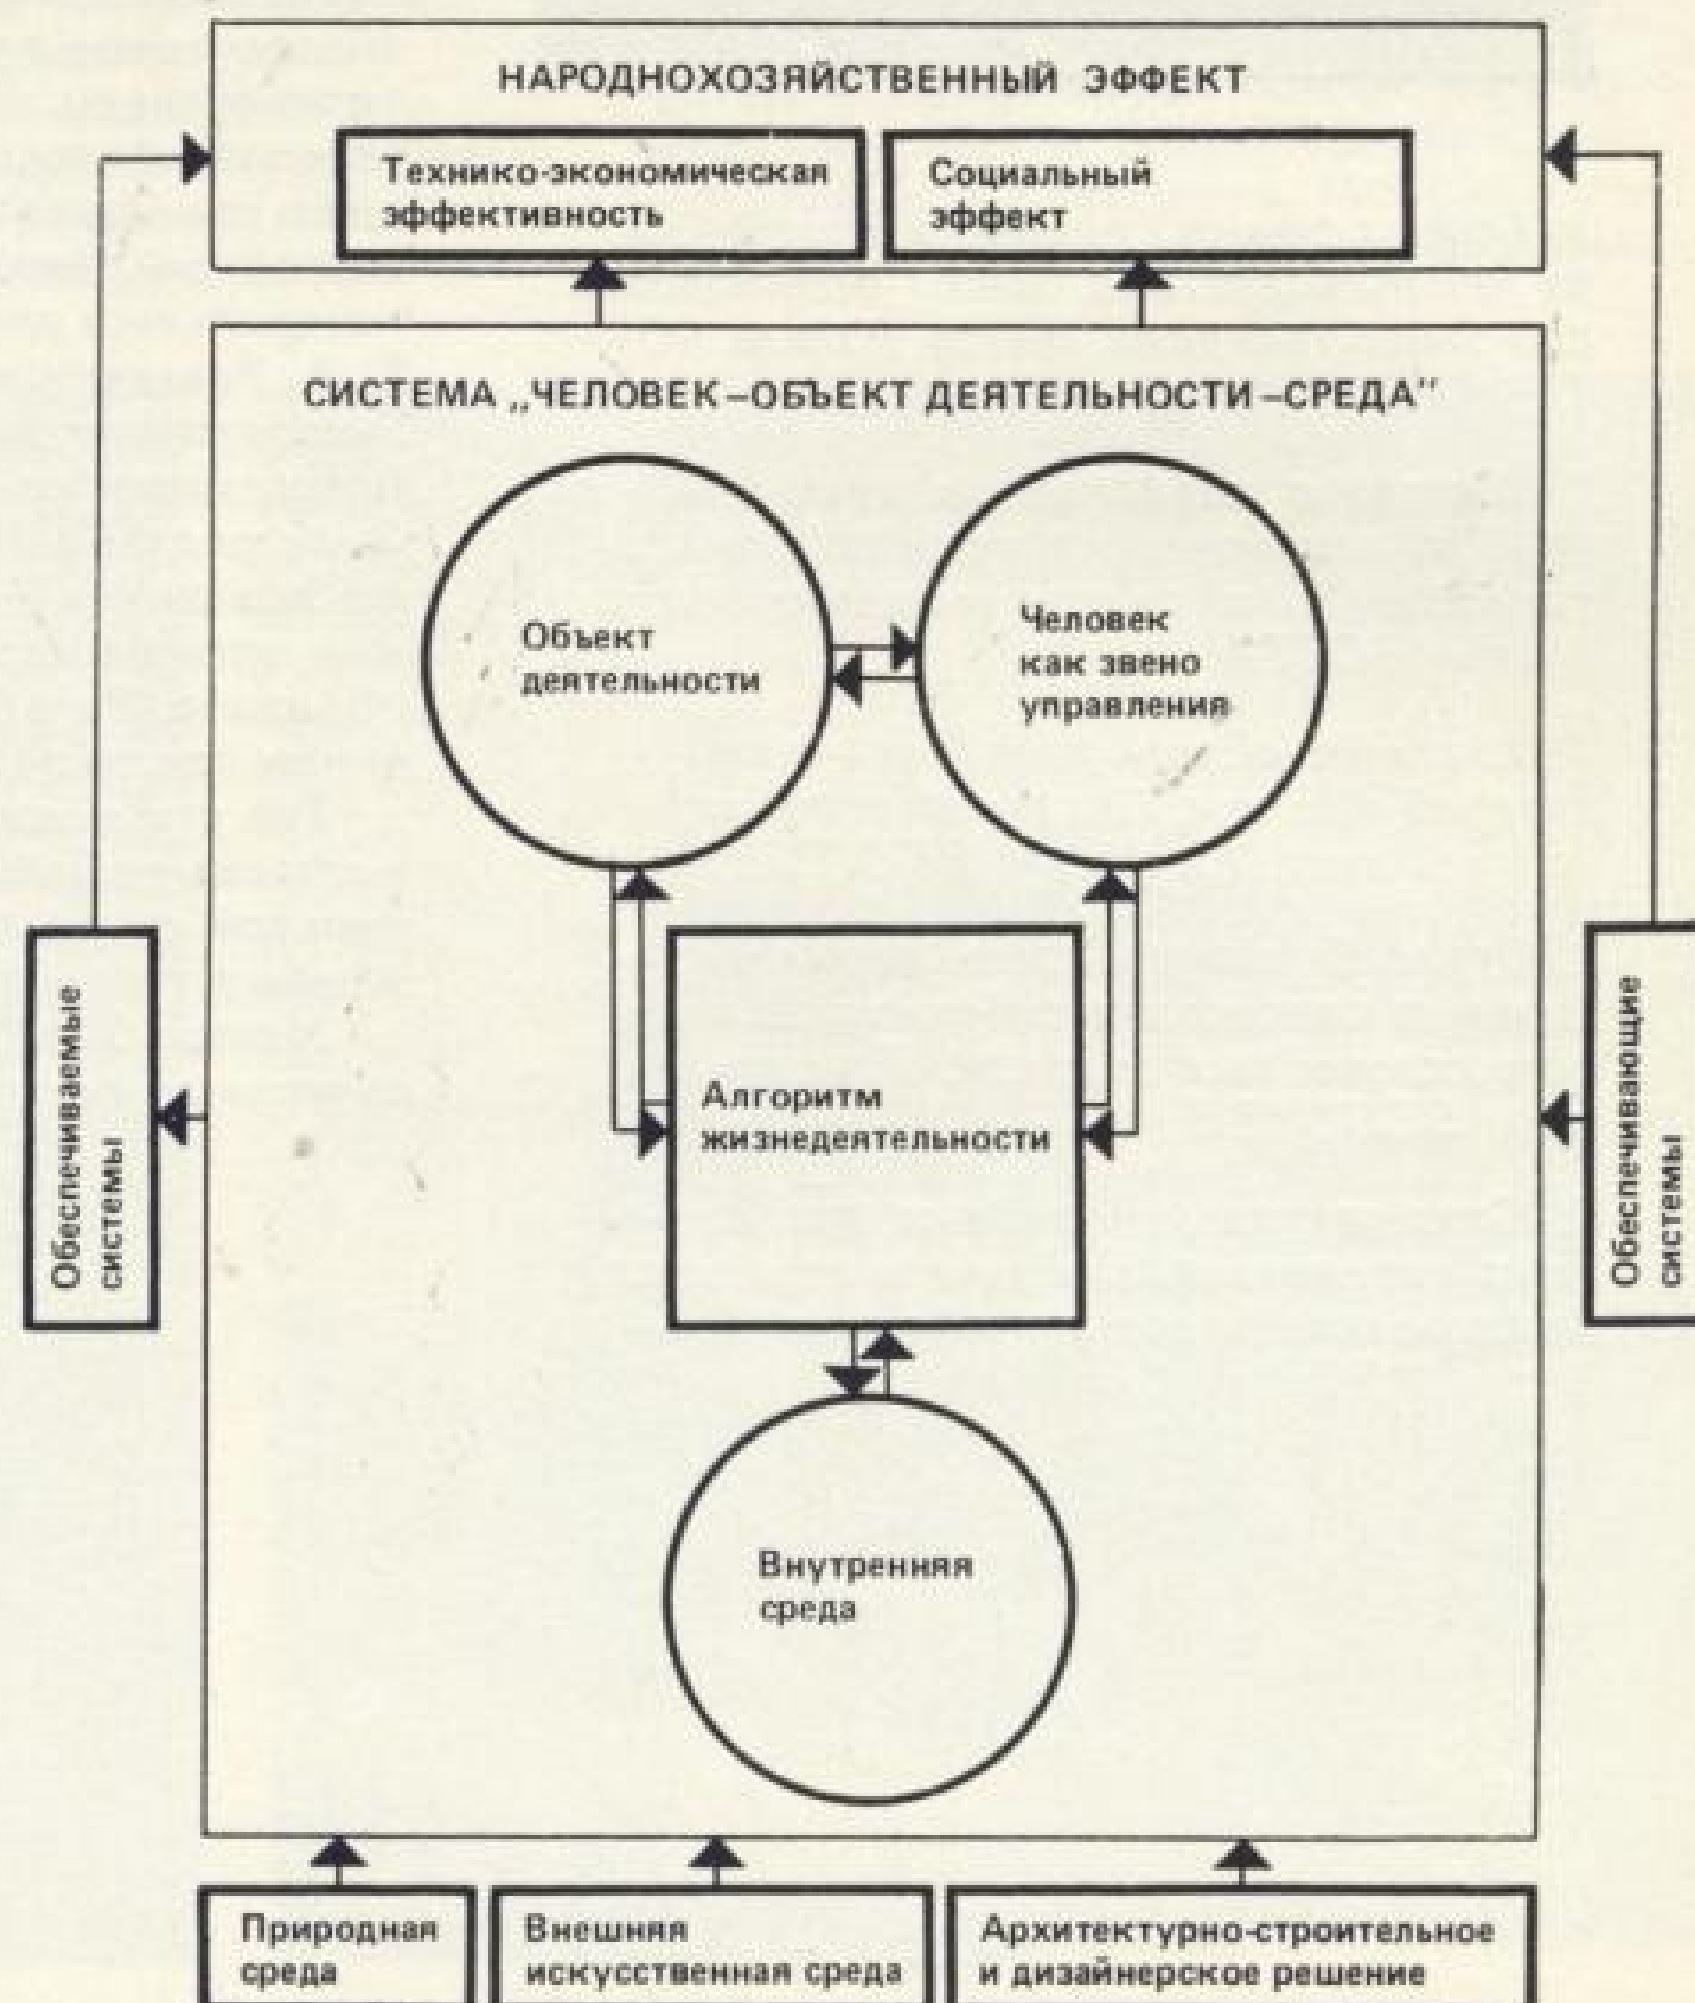 НАРОДНОХОЗЯЙСТВЕННЫЙ ЭФФЕКТ
Технико-экономическая
эффективность
Социальный
эффект
СИСТЕМА „ЧЕЛОВЕК–ОБЪЕКТ ДЕЯТЕЛЬНОСТИ–СРЕДА"
Объект
деятельности
Человек
как звено
управления
Обеспечиваемые
системы
Алгоритм
жизнедеятельности
Обеспечивающие
системы
Внутренняя
среда
Природная
среда
Внешняя
искусственная среда
Архитектурно-строительное
и дизайнерское решение